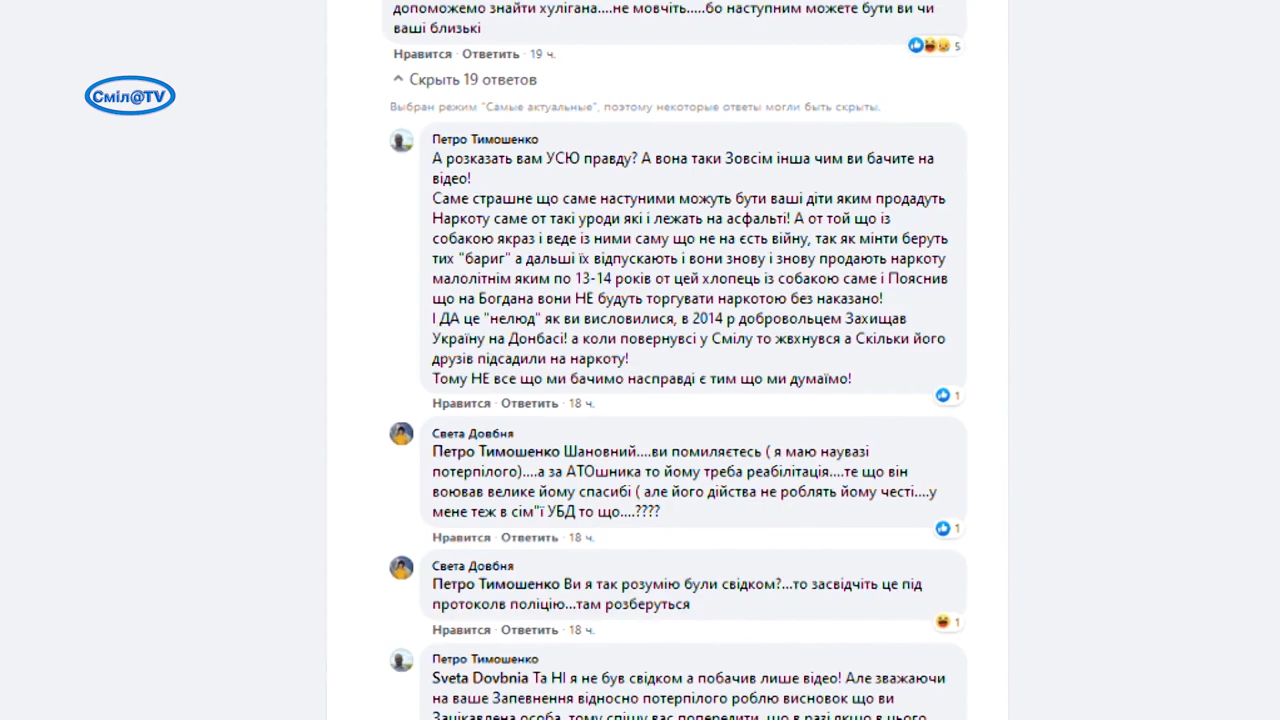 допоможемо знайти хулігана....не мовчіть.....бо наступним можете бути ви чи
ваші близькі
Нравится · Ответить · 19 ч.
5
Скрыть 19 ответов
Выбран режим "Самые актуальные", поэтому некоторые ответы могли быть скрыты.
Сміл@TV
Петро Тимошенко
А розказать вам УСЮ правду? А вона таки Зовсім інша чим ви бачите на
відео!
Саме страшне що саме наступними можуть бути ваші діти яким продадуть
Наркоту саме от такі уроди які і лежать на асфальті! А от той що із
собакою якраз і веде із ними саму що не на єсть війну, так як мінти беруть
тих "бариг" а дальші їх відпускають і вони знову і знову продають наркоту
малолітнім яким по 13-14 років от цей хлопець із собакою саме і Пояснив
що на Богдана вони НЕ будуть торгувати наркотою без наказано!
І ДА це "нелюд" як ви висловилися, в 2014 р добровольцем Захищав
Україну на Донбасі! а коли повернувсі у Смілу то жвхнувся а Скільки його
друзів підсадили на наркоту!
Тому НЕ все що ми бачимо насправді є тим що ми думаїмо!
Нравится · Ответить · 18 ч.
1
Света Довбня
Петро Тимошенко Шановний....ви помиляєтесь ( я маю наувазі
потерпілого)....а за АТОшника то йому треба реабілітація....те що він
воював велике йому спасибі ( але його дійства не роблять йому честі....у
мене теж в сім"ї УБД то що....????
Нравится · Ответить · 18 ч.
1
Света Довбня
Петро Тимошенко Ви я так розумію були свідком?...то засвідчіть це під
протоколв поліцію...там розберуться
Нравится · Ответить · 18 ч.
1
Петро Тимошенко
Sveta Dovbnia Та НІ я не був свідком а побачив лише відео! Але зважаючи
на ваше Запевнення відносно потерпілого роблю висновок що ви
Зацікавлена особа, тому спішу вас попередити, що в разі якщо в цього